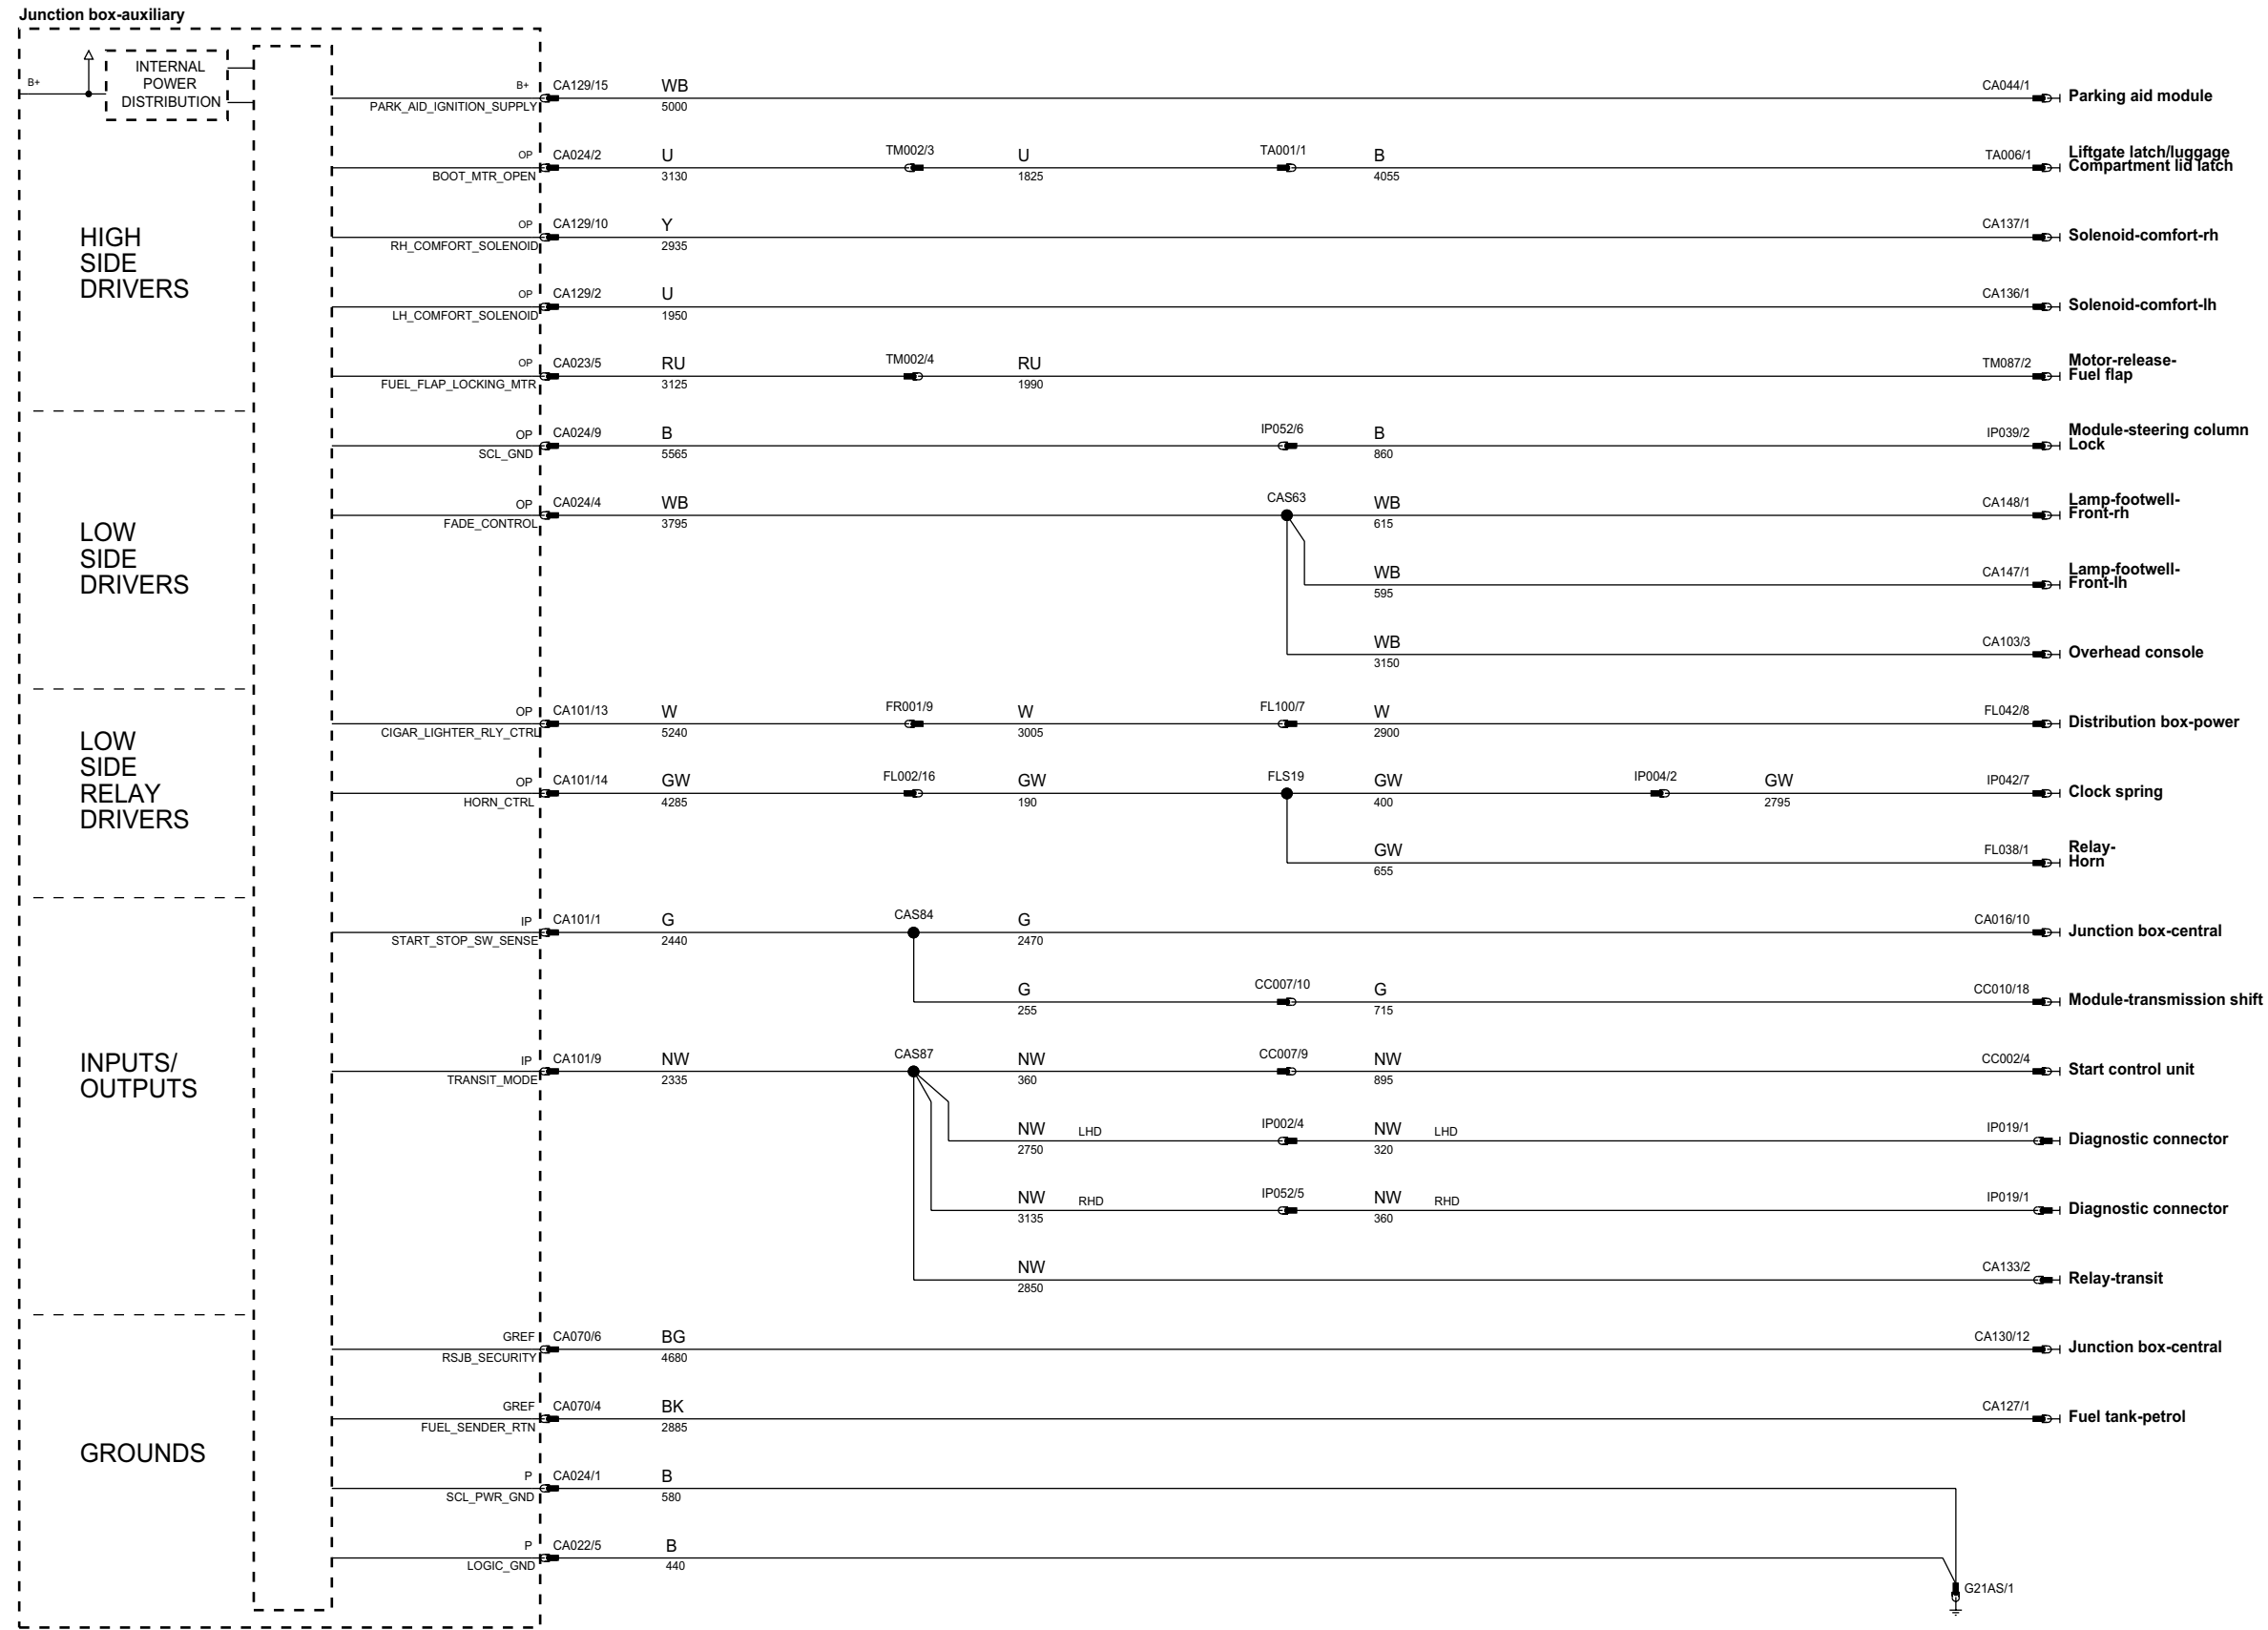 Junction box-auxiliary
B+
INTERNAL
POWER
DISTRIBUTION
B+ CA129/15 WB CA044/1 Parking aid module
PARK_AID_IGNITION_SUPPLY 5000
OP CA024/2 U TM002/3 U TA001/1 B TA006/1 Liftgate latch/luggage
BOOT_MTR_OPEN 3130 1825 4055 Compartment lid latch
HIGH
SIDE
DRIVERS
OP CA129/10 Y CA137/1 Solenoid-comfort-rh
RH_COMFORT_SOLENOID 2935
OP CA129/2 U CA136/1 Solenoid-comfort-lh
LH_COMFORT_SOLENOID 1950
OP CA023/5 RU TM002/4 RU TM087/2 Motor-release-
FUEL_FLAP_LOCKING_MTR 3125 1990 Fuel flap
OP CA024/9 B IP052/6 B IP039/2 Module-steering column
SCL_GND 5565 860 Lock
LOW
SIDE
DRIVERS
OP CA024/4 WB CAS63 WB CA148/1 Lamp-footwell-
FADE_CONTROL 3795 615 Front-rh
WB CA147/1 Lamp-footwell-
595 Front-lh
WB CA103/3 Overhead console
3150
LOW
SIDE
RELAY
DRIVERS
OP CA101/13 W FR001/9 W FL100/7 W FL042/8 Distribution box-power
CIGAR_LIGHTER_RLY_CTRL 5240 3005 2900
OP CA101/14 GW FL002/16 GW FLS19 GW IP004/2 GW IP042/7 Clock spring
HORN_CTRL 4285 190 400 2795
GW FL038/1 Relay-
655 Horn
IP CA101/1 G CAS84 G CA016/10 Junction box-central
START_STOP_SW_SENSE 2440 2470
G CC007/10 G CC010/18 Module-transmission shift
255 715
INPUTS/
OUTPUTS
IP CA101/9 NW CAS87 NW CC007/9 NW CC002/4 Start control unit
TRANSIT_MODE 2335 360 895
NW LHD IP002/4 NW LHD IP019/1 Diagnostic connector
2750 320
NW RHD IP052/5 NW RHD IP019/1 Diagnostic connector
3135 360
NW CA133/2 Relay-transit
2850
GREF CA070/6 BG CA130/12 Junction box-central
RSJB_SECURITY 4680
GREF CA070/4 BK CA127/1 Fuel tank-petrol
FUEL_SENDER_RTN 2885
GROUNDS
P CA024/1 B
SCL_PWR_GND 580
P CA022/5 B
LOGIC_GND 440
G21AS/1